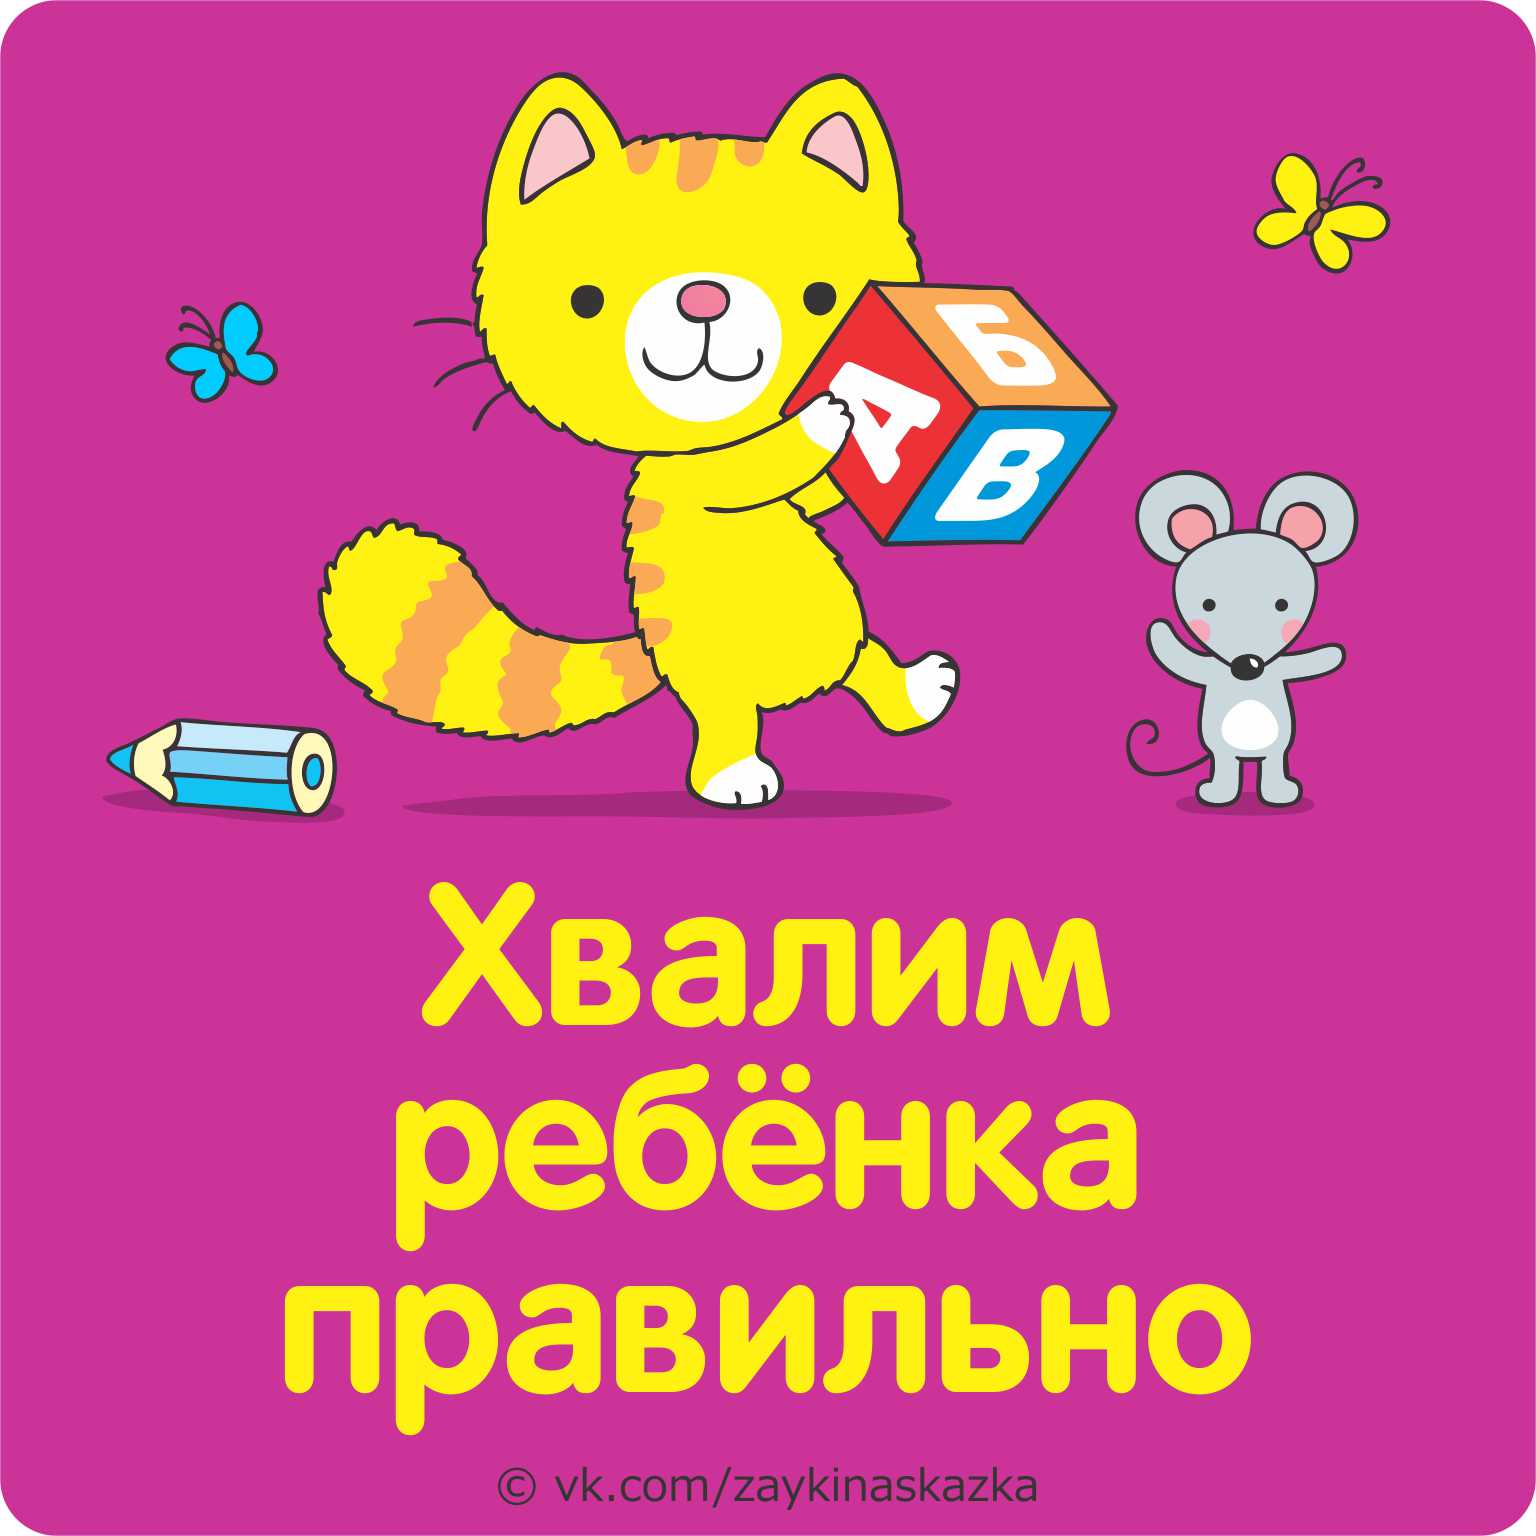 Б
А
В
Хвалим
ребёнка
правильно
© vk.com/zaykinaskazka